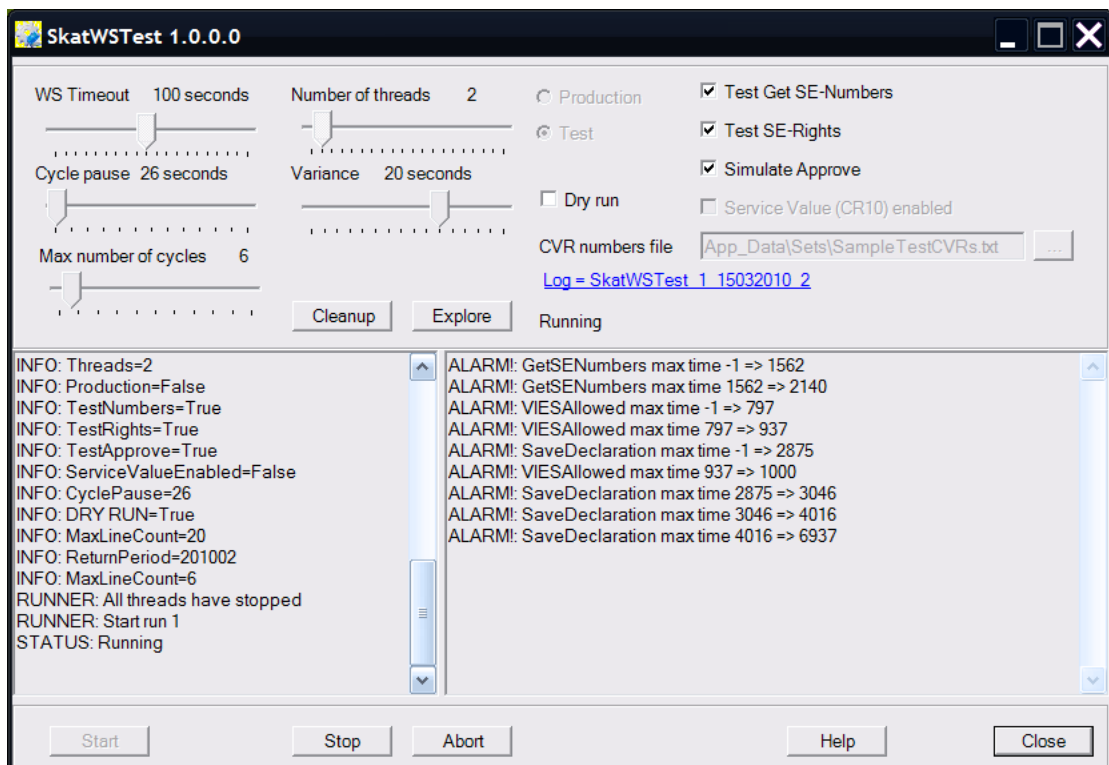 SkatWSTest 1.0.0.0
WS Timeout 100 seconds
Number of threads 2
Production
Test Get SE-Numbers
Test
Test SE-Rights
Cycle pause 26 seconds
Variance 20 seconds
Simulate Approve
Dry run
Service Value (CR10) enabled
Max number of cycles 6
CVR numbers file
App_Data\Sets\SampleTestCVRs.txt
...
Log = SkatWSTest_1_15032010_2
Cleanup
Explore
Running
INFO: Threads=2
INFO: Production=False
INFO: TestNumbers=True
INFO: TestRights=True
INFO: TestApprove=True
INFO: ServiceValueEnabled=False
INFO: CyclePause=26
INFO: DRY RUN=True
INFO: MaxLineCount=20
INFO: ReturnPeriod=201002
INFO: MaxLineCount=6
RUNNER: All threads have stopped
RUNNER: Start run 1
STATUS: Running
ALARM!: GetSENumbers max time -1 => 1562
ALARM!: GetSENumbers max time 1562 => 2140
ALARM!: VIESAllowed max time -1 => 797
ALARM!: VIESAllowed max time 797 => 937
ALARM!: SaveDeclaration max time -1 => 2875
ALARM!: VIESAllowed max time 937 => 1000
ALARM!: SaveDeclaration max time 2875 => 3046
ALARM!: SaveDeclaration max time 3046 => 4016
ALARM!: SaveDeclaration max time 4016 => 6937
Start
Stop
Abort
Help
Close